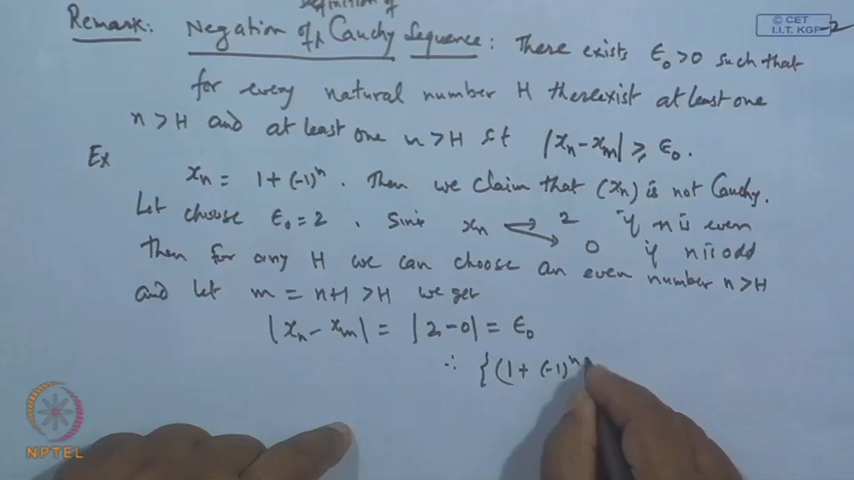 Definition of
Remark: Negation of Cauchy Sequence: There exists ε₀>0 such that
© CET
I.I.T. KGP
-2
for every natural number H there exist at least one
n>H and at least one m>H st |xₙ-xₘ| ≥ ε₀.
Ex
xₙ = 1+(-1)ⁿ. Then we claim that (xₙ) is not Cauchy.
Let choose ε₀=2. Sine xₙ 2 if n is even
0 if n is odd
then for any H we can choose an even number n>H
and let m = n+1 >H we get
|xₙ-xₘ| = |2-0| = ε₀
∴ {(1+(-1)ⁿ
NPTEL